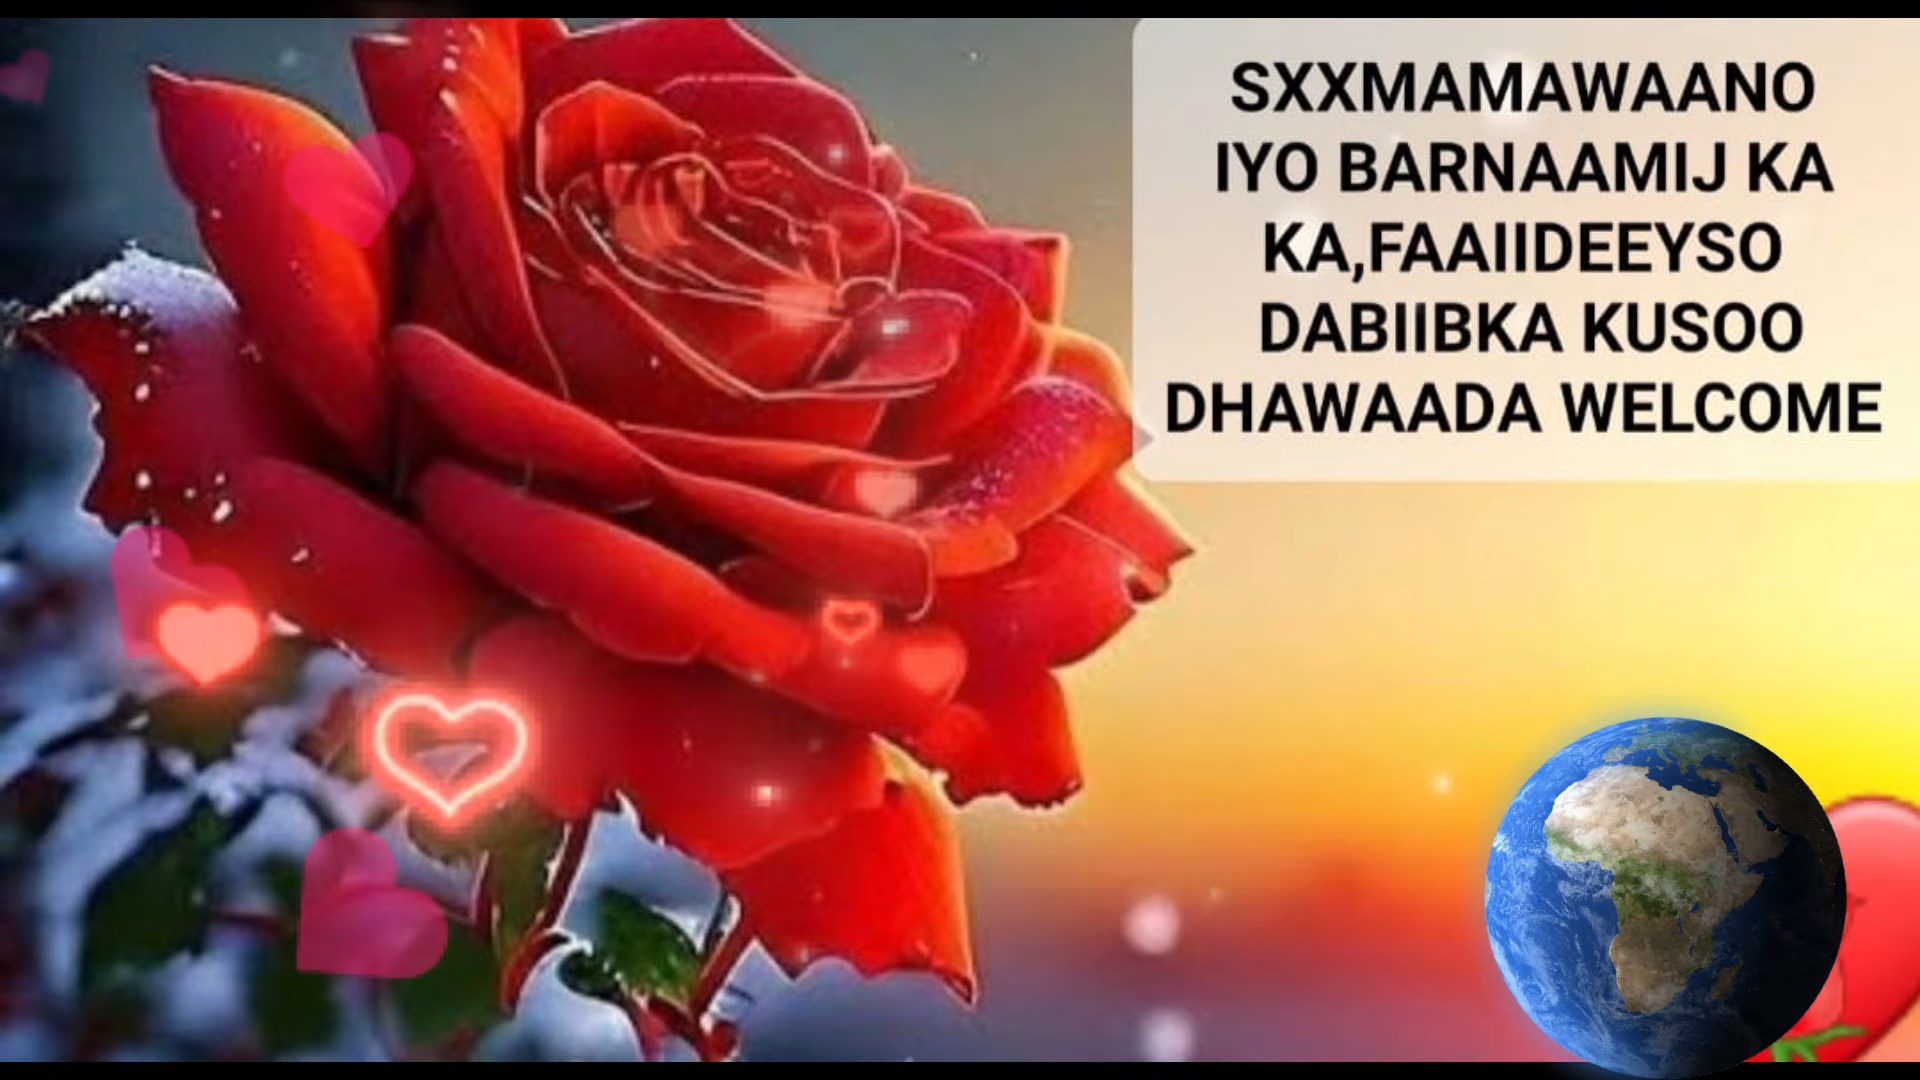 SXXMAMAWAANO
IYO BARNAAMIJ KA
KA,FAAIIDEEYSO
DABIIBKA KUSOO
DHAWAADA WELCOME